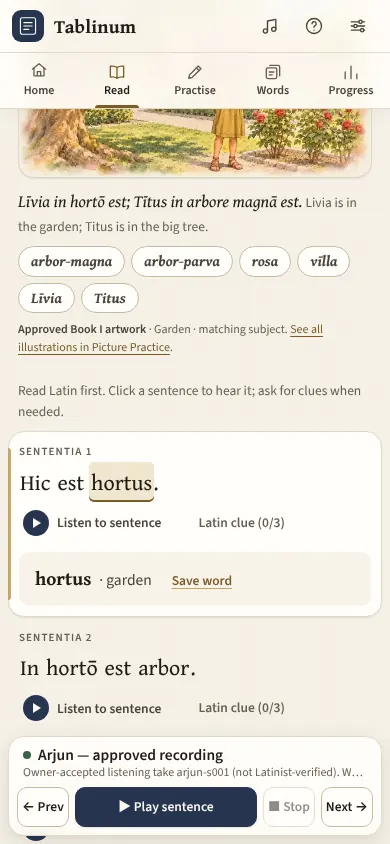 Tablinum
Home Read Practise Words Progress
Līvia in hortō est; Tītus in arbore magnā est. Livia is in
the garden; Titus is in the big tree.
arbor-magna arbor-parva rosa vīlla
Līvia Tītus
Approved Book I artwork · Garden · matching subject. See all
illustrations in Picture Practice.
Read Latin first. Click a sentence to hear it; ask for clues when
needed.
SENTENTIA 1
Hic est hortus.
Listen to sentence Latin clue (0/3)
hortus · garden Save word
SENTENTIA 2
In hortō est arbor.
Listen to sentence Latin clue (0/3)
Arjun — approved recording
Owner-accepted listening take arjun-s001 (not Latinist-verified). W…
← Prev ▶ Play sentence ■ Stop Next →